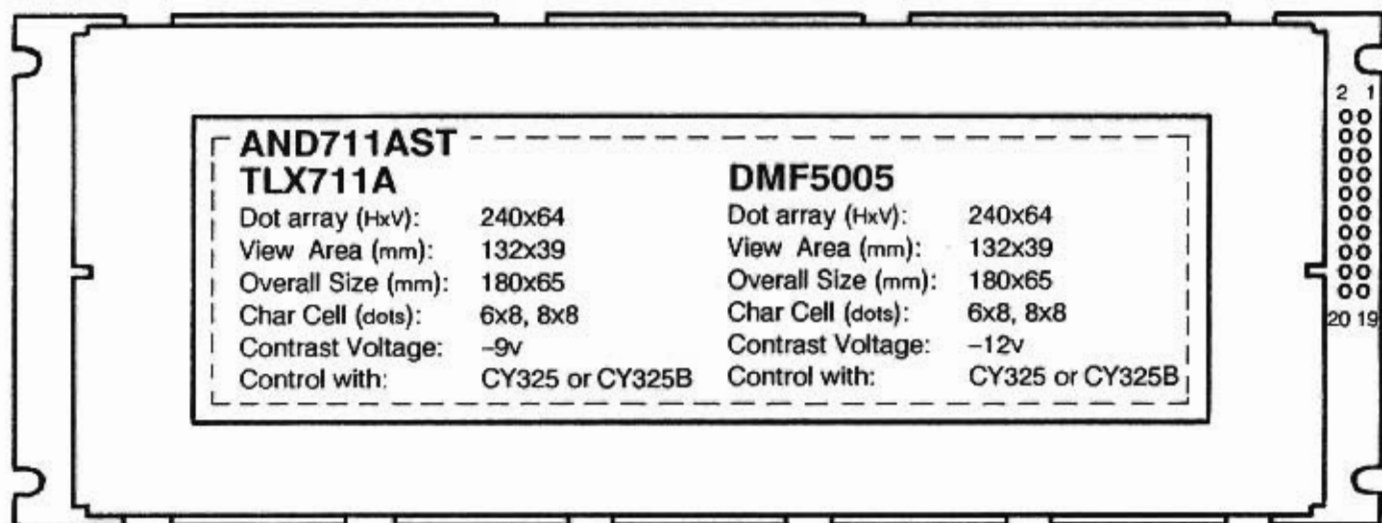 2 1
AND711AST
TLX711A
Dot array (HxV): 240x64
View Area (mm): 132x39
Overall Size (mm): 180x65
Char Cell (dots): 6x8, 8x8
Contrast Voltage: –9v
Control with: CY325 or CY325B
DMF5005
Dot array (HxV): 240x64
View Area (mm): 132x39
Overall Size (mm): 180x65
Char Cell (dots): 6x8, 8x8
Contrast Voltage: –12v
Control with: CY325 or CY325B
20 19